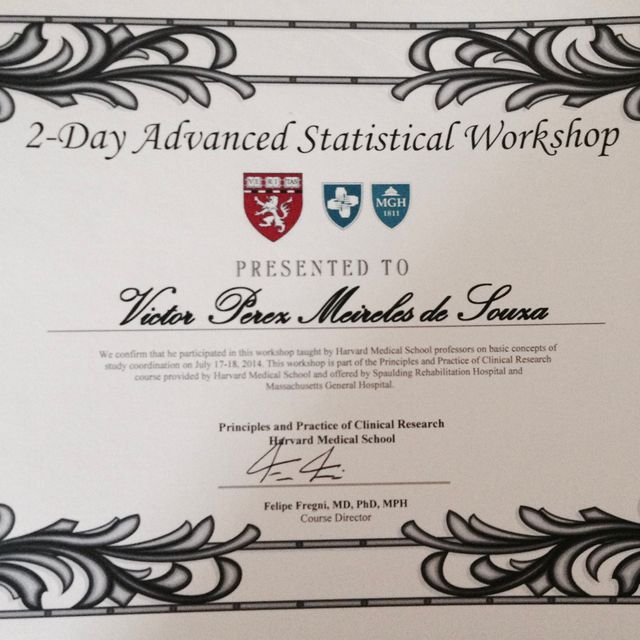 2-Day Advanced Statistical Workshop
VE RI TAS
MGH
1811
PRESENTED TO
Victor Perez Meireles de Souza
We confirm that he participated in this workshop taught by Harvard Medical School professors on basic concepts of
study coordination on July 17-18, 2014. This workshop is part of the Principles and Practice of Clinical Research
course provided by Harvard Medical School and offered by Spaulding Rehabilitation Hospital and
Massachusetts General Hospital.
Principles and Practice of Clinical Research
Harvard Medical School
Felipe Fregni, MD, PhD, MPH
Course Director